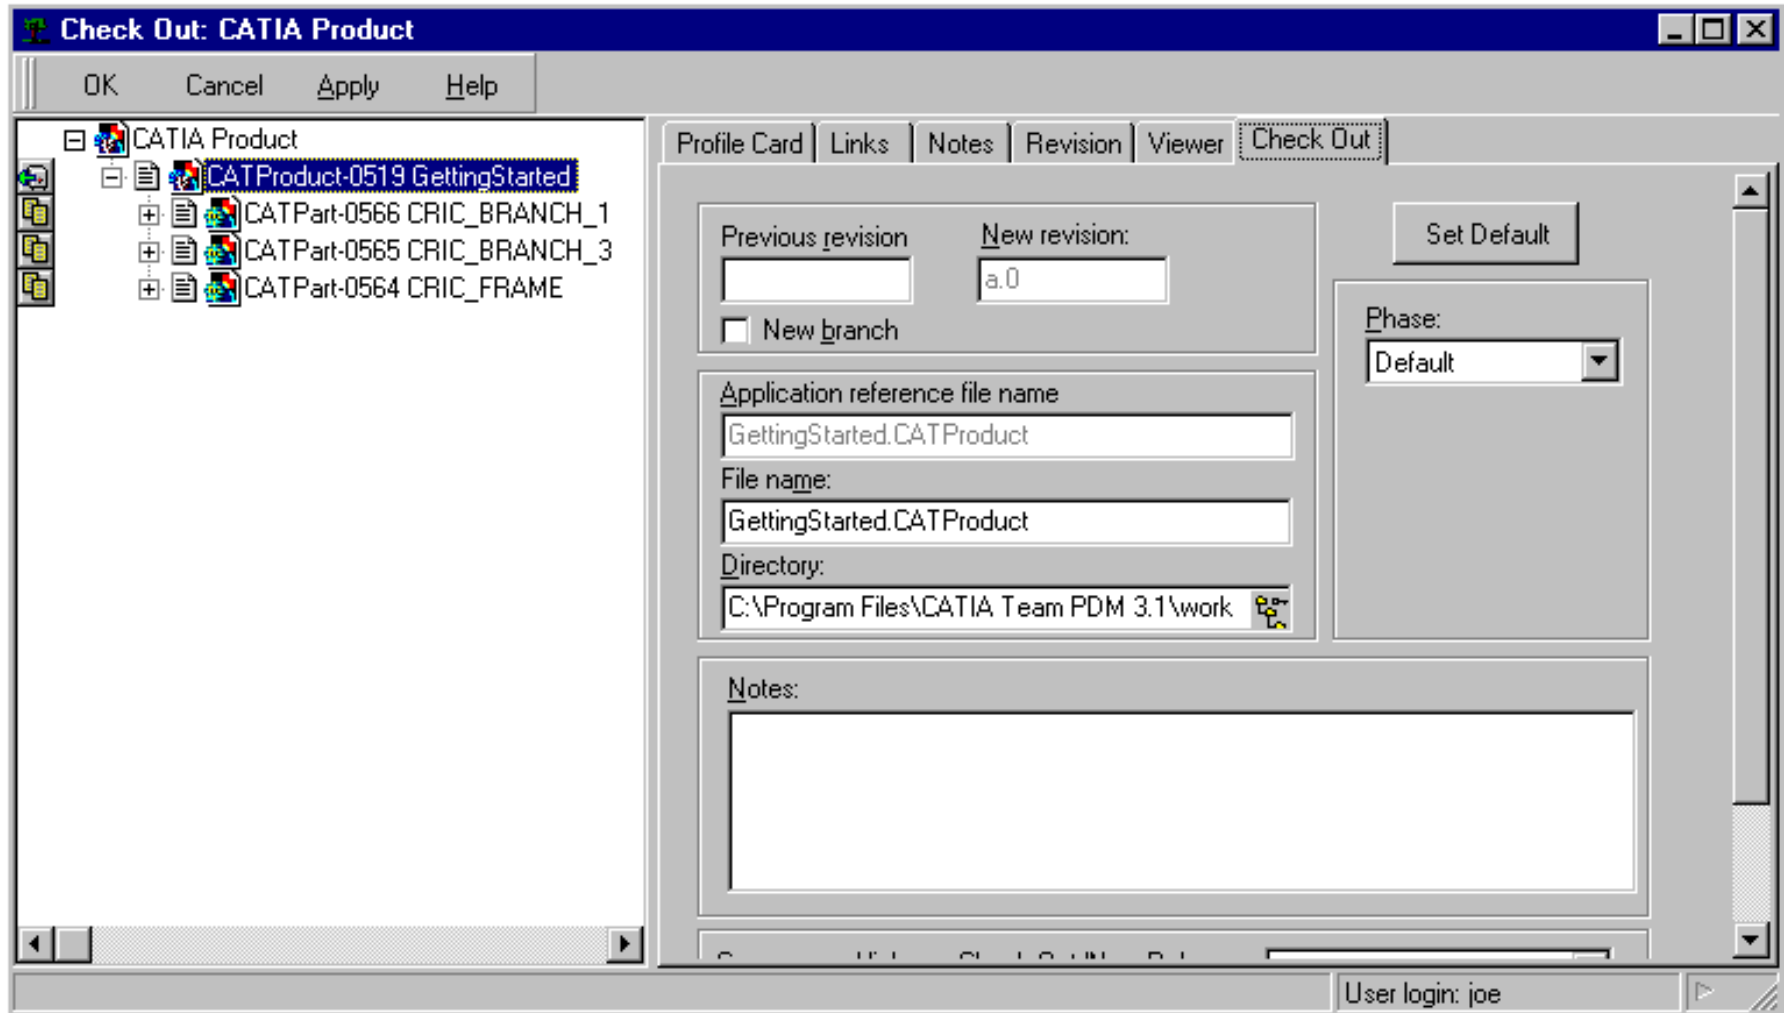 Check Out: CATIA Product
OK Cancel Apply Help
CATIA Product
CATProduct-0519 GettingStarted
CATPart-0566 CRIC_BRANCH_1
CATPart-0565 CRIC_BRANCH_3
CATPart-0564 CRIC_FRAME
Profile Card Links Notes Revision Viewer Check Out
Previous revision New revision:
a.0
New branch
Set Default
Phase:
Default
Application reference file name
GettingStarted.CATProduct
File name:
GettingStarted.CATProduct
Directory:
C:\Program Files\CATIA Team PDM 3.1\work
Notes:
User login: joe